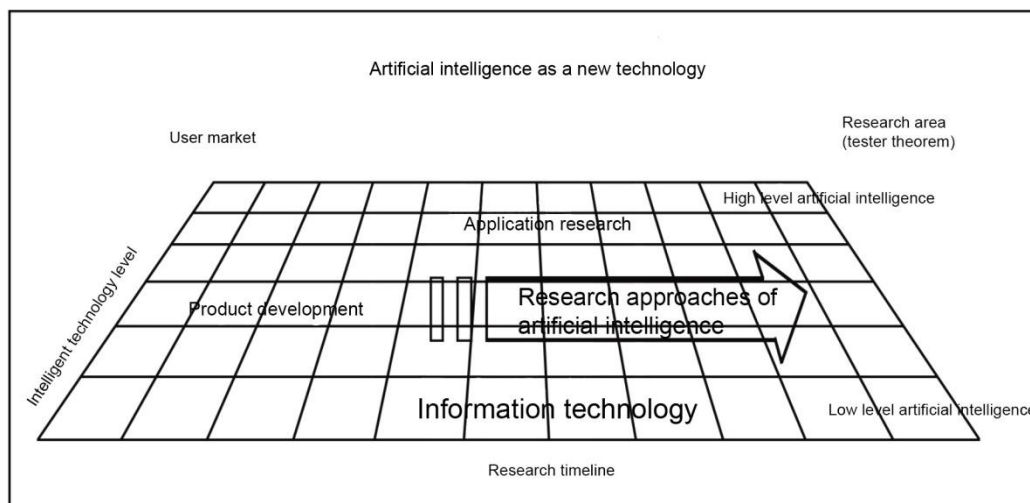 Artificial intelligence as a new technology
User market
Research area
(tester theorem)
High level artificial intelligence
Application research
Intelligent technology level
Product development
Research approaches of
artificial intelligence
Information technology
Low level artificial intelligence
Research timeline